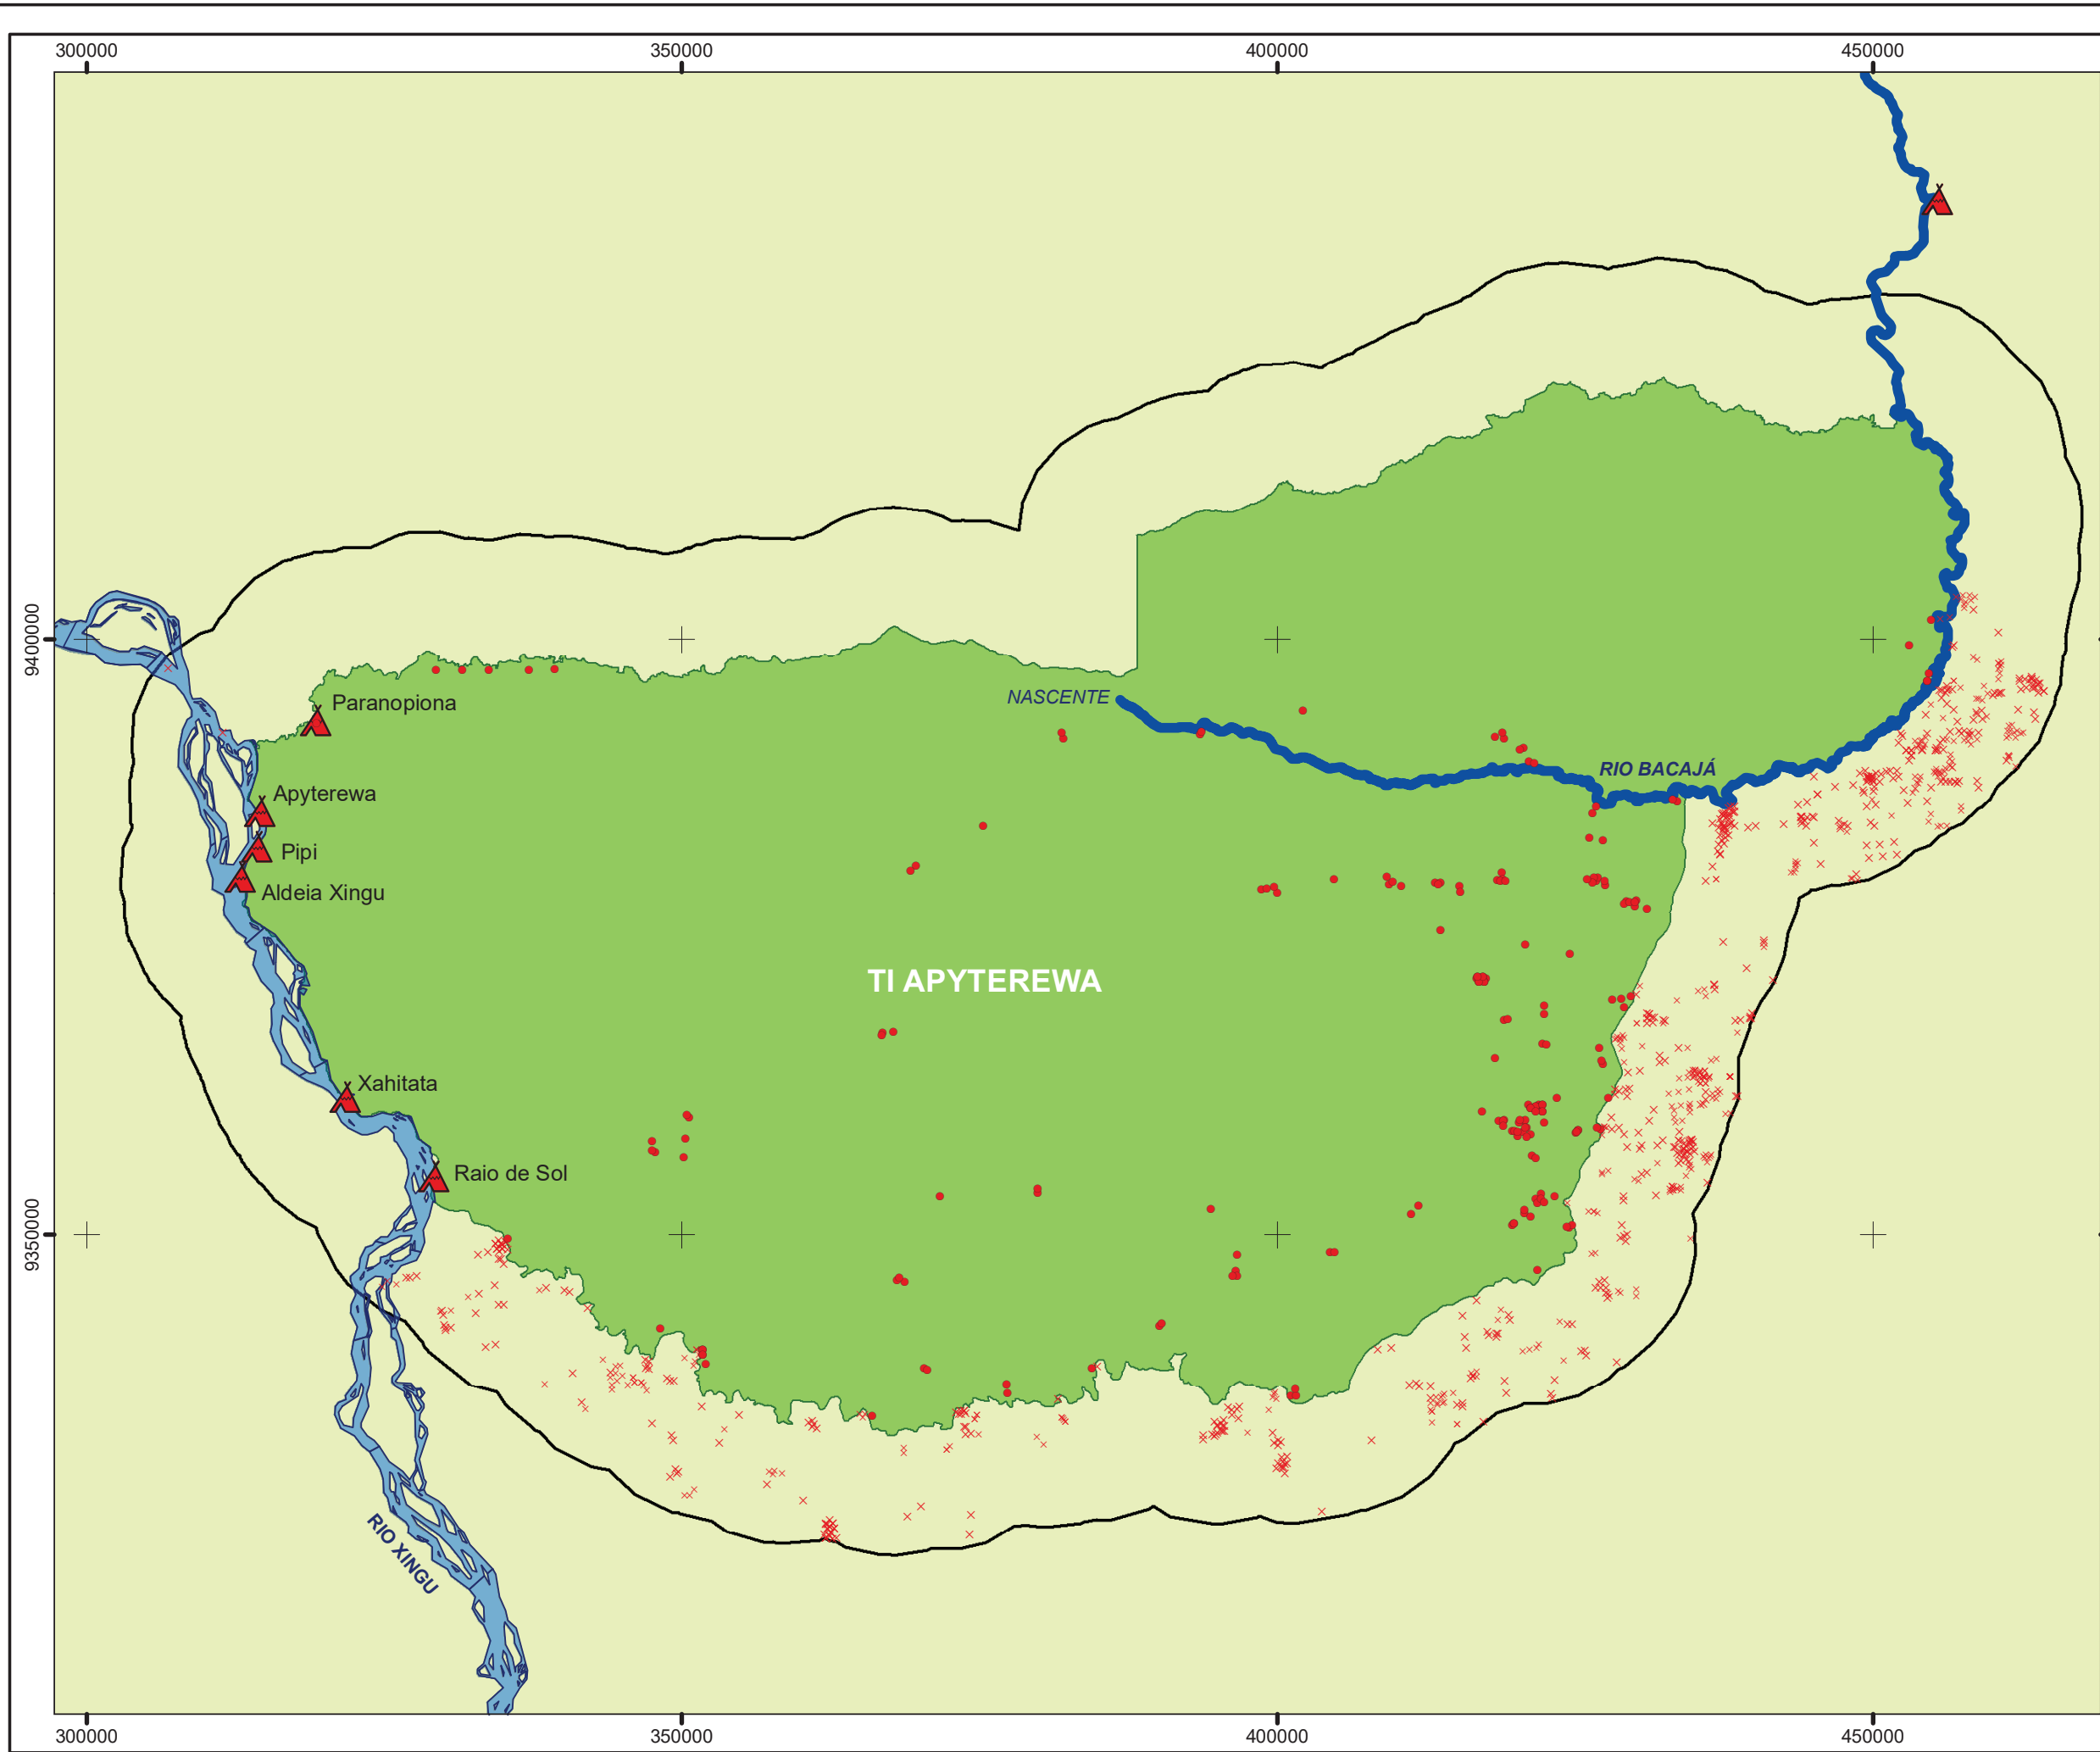 300000 350000 400000 450000
9400000
Paranopiona
NASCENTE
RIO BACAJÁ
Apyterewa
Pipi
Aldeia Xingu
TI APYTEREWA
Xahitata
Raio de Sol
9350000
RIO XINGU
300000 350000 400000 450000